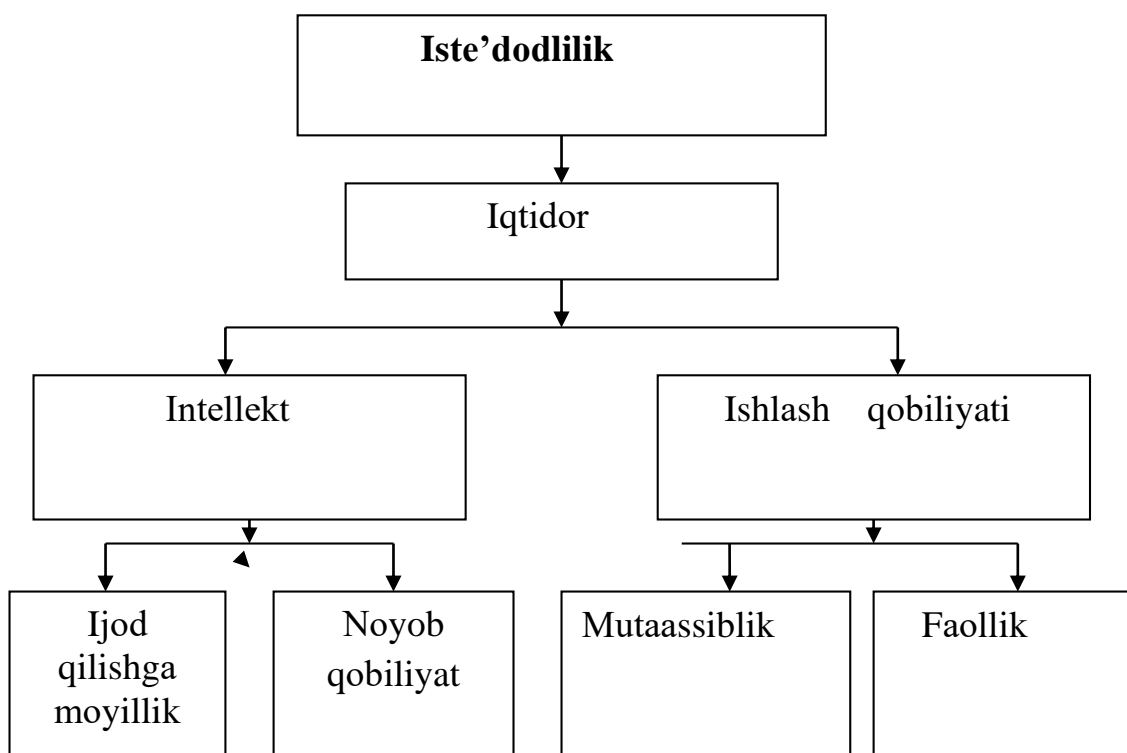 Iste’dodlilik
Iqtidor
Intellekt
Ishlash qobiliyati
Ijod
qilishga
moyillik
Noyob
qobiliyat
Mutaassiblik
Faollik